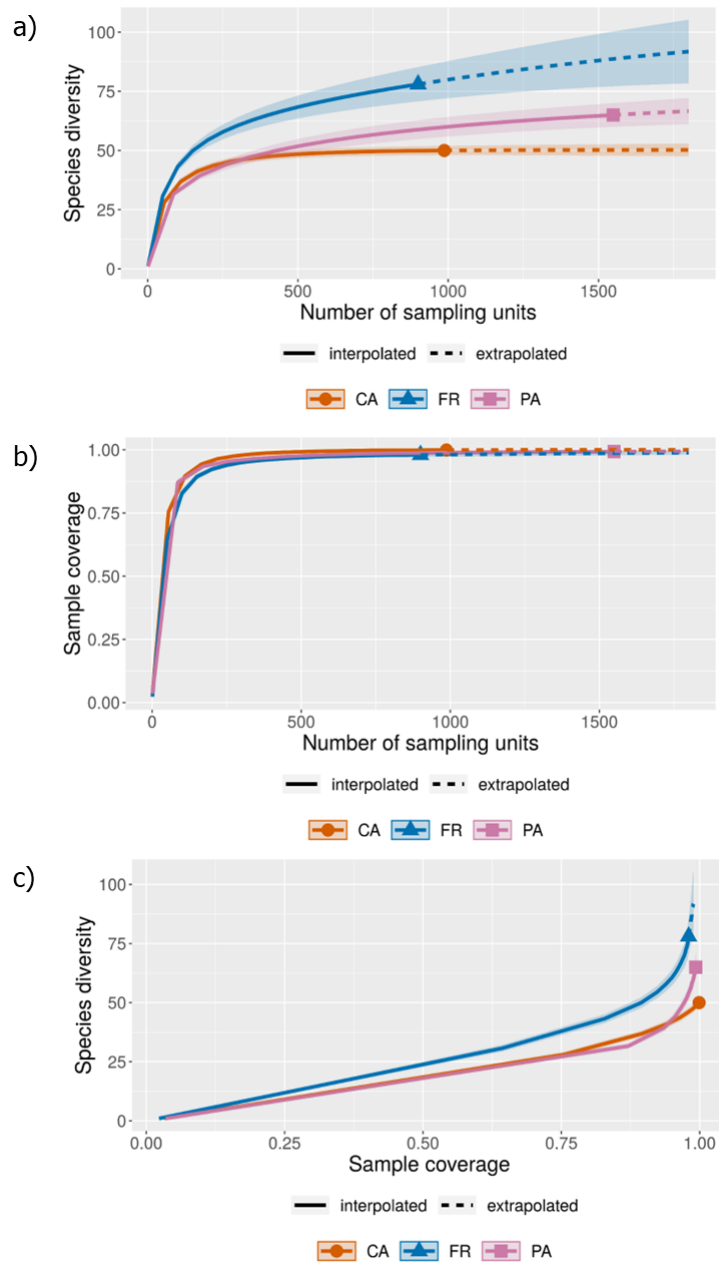 a)
100
75
50
25
0
Species diversity
0 500 1000 1500
Number of sampling units
interpolated extrapolated
CA FR PA
b)
1.00
0.75
0.50
0.25
0.00
Sample coverage
0 500 1000 1500
Number of sampling units
interpolated extrapolated
CA FR PA
c)
100
75
50
25
0
Species diversity
0.00 0.25 0.50 0.75 1.00
Sample coverage
interpolated extrapolated
CA FR PA